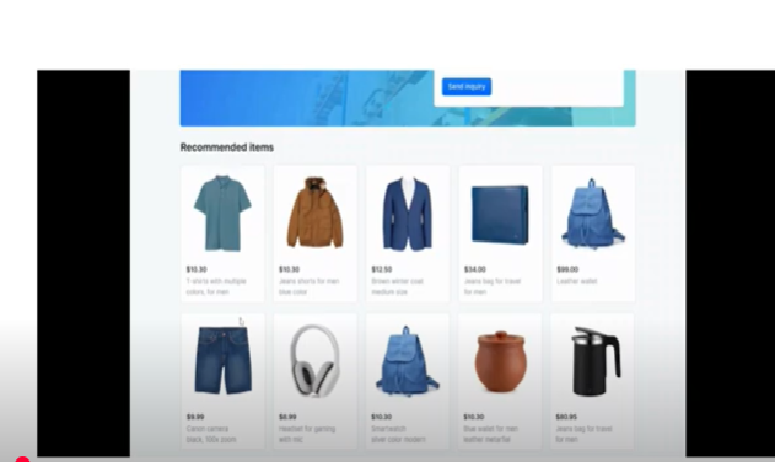 Send inquiry
Recommended items
$10.30
T-shirts with multiple
colors, for men
$10.30
Jeans shorts for men
blue color
$12.50
Brown winter coat
medium size
$34.00
Jeans bag for travel
for men
$99.00
Leather wallet
$9.99
Canon camera
black, 100x zoom
$8.99
Headset for gaming
with mic
$10.30
Smartwatch
silver color modern
$10.30
Blue wallet for men
leather metarfial
$80.95
Jeans bag for travel
for men